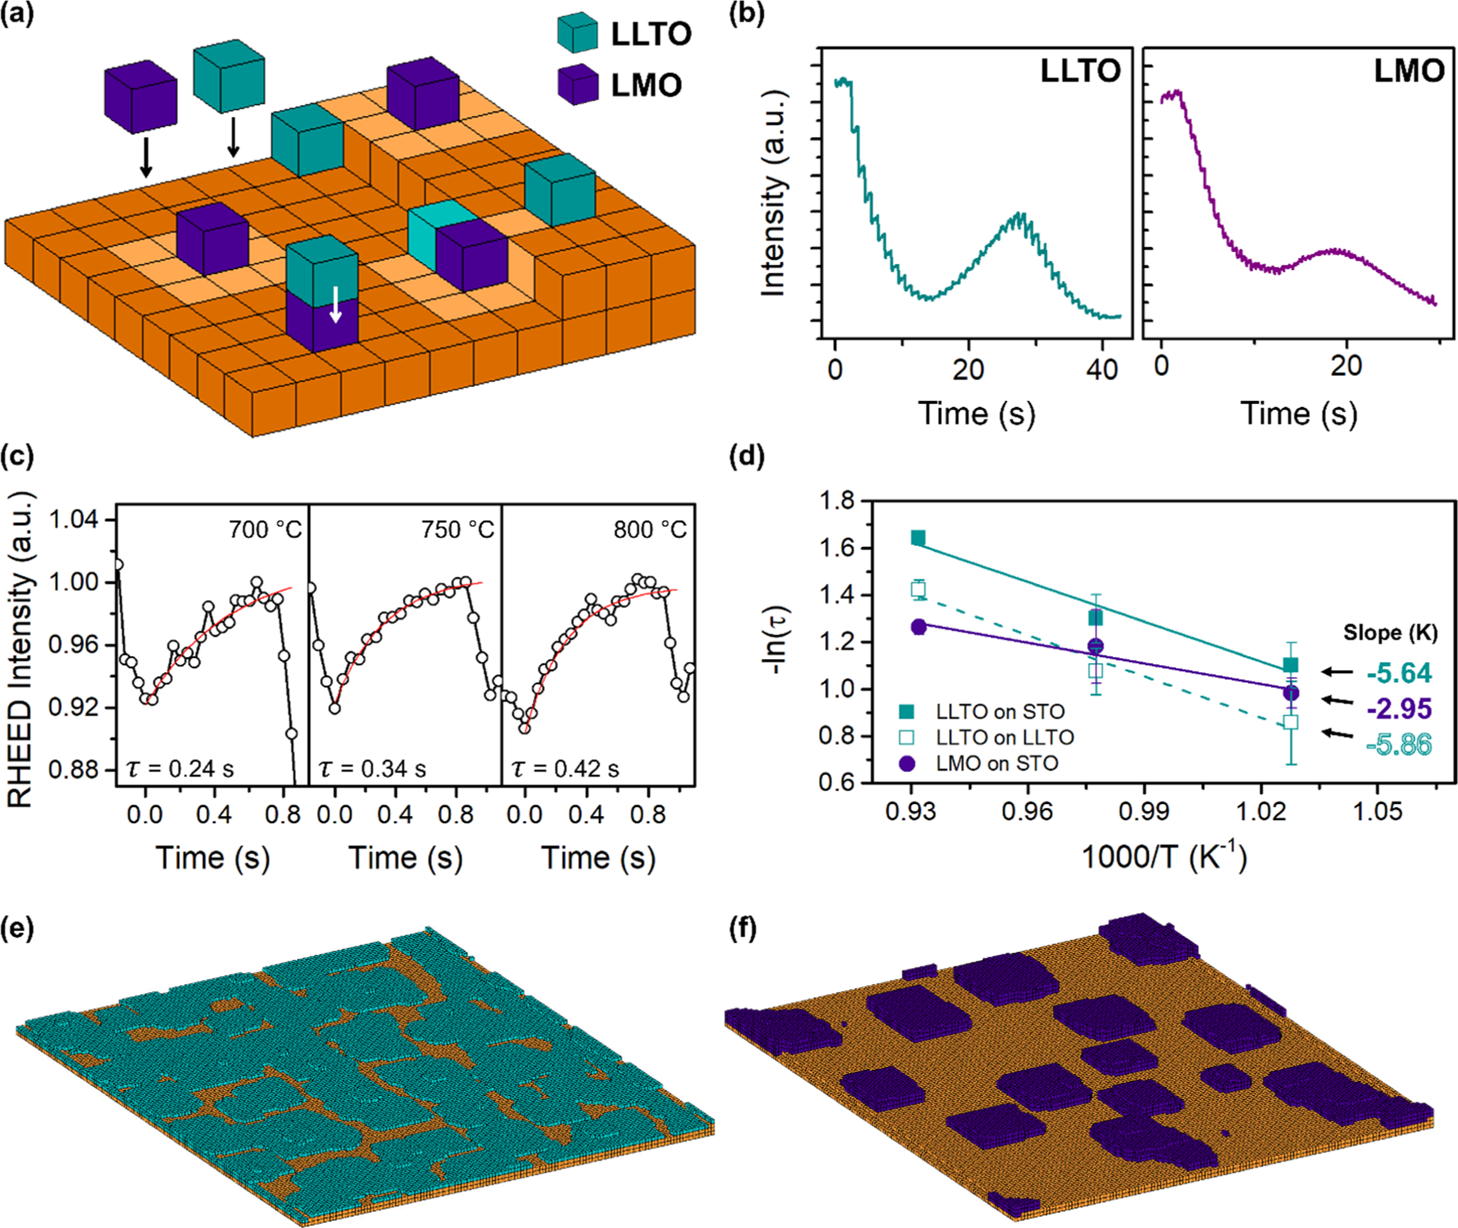 (a)
LLTO
LMO
(b)
LLTO
LMO
Intensity (a.u.)
0
20
40
0
20
Time (s)
Time (s)
(c)
RHEED Intensity (a.u.)
1.04
1.00
0.96
0.92
0.88
700 °C
750 °C
800 °C
τ = 0.24 s
τ = 0.34 s
τ = 0.42 s
0.0 0.4 0.8
0.0 0.4 0.8
0.0 0.4 0.8
Time (s)
Time (s)
Time (s)
(d)
-ln(τ)
1.8
1.6
1.4
1.2
1.0
0.8
0.6
Slope (K)
-5.64
-2.95
-5.86
LLTO on STO
LLTO on LLTO
LMO on STO
0.93 0.96 0.99 1.02 1.05
1000/T (K⁻¹)
(e)
(f)